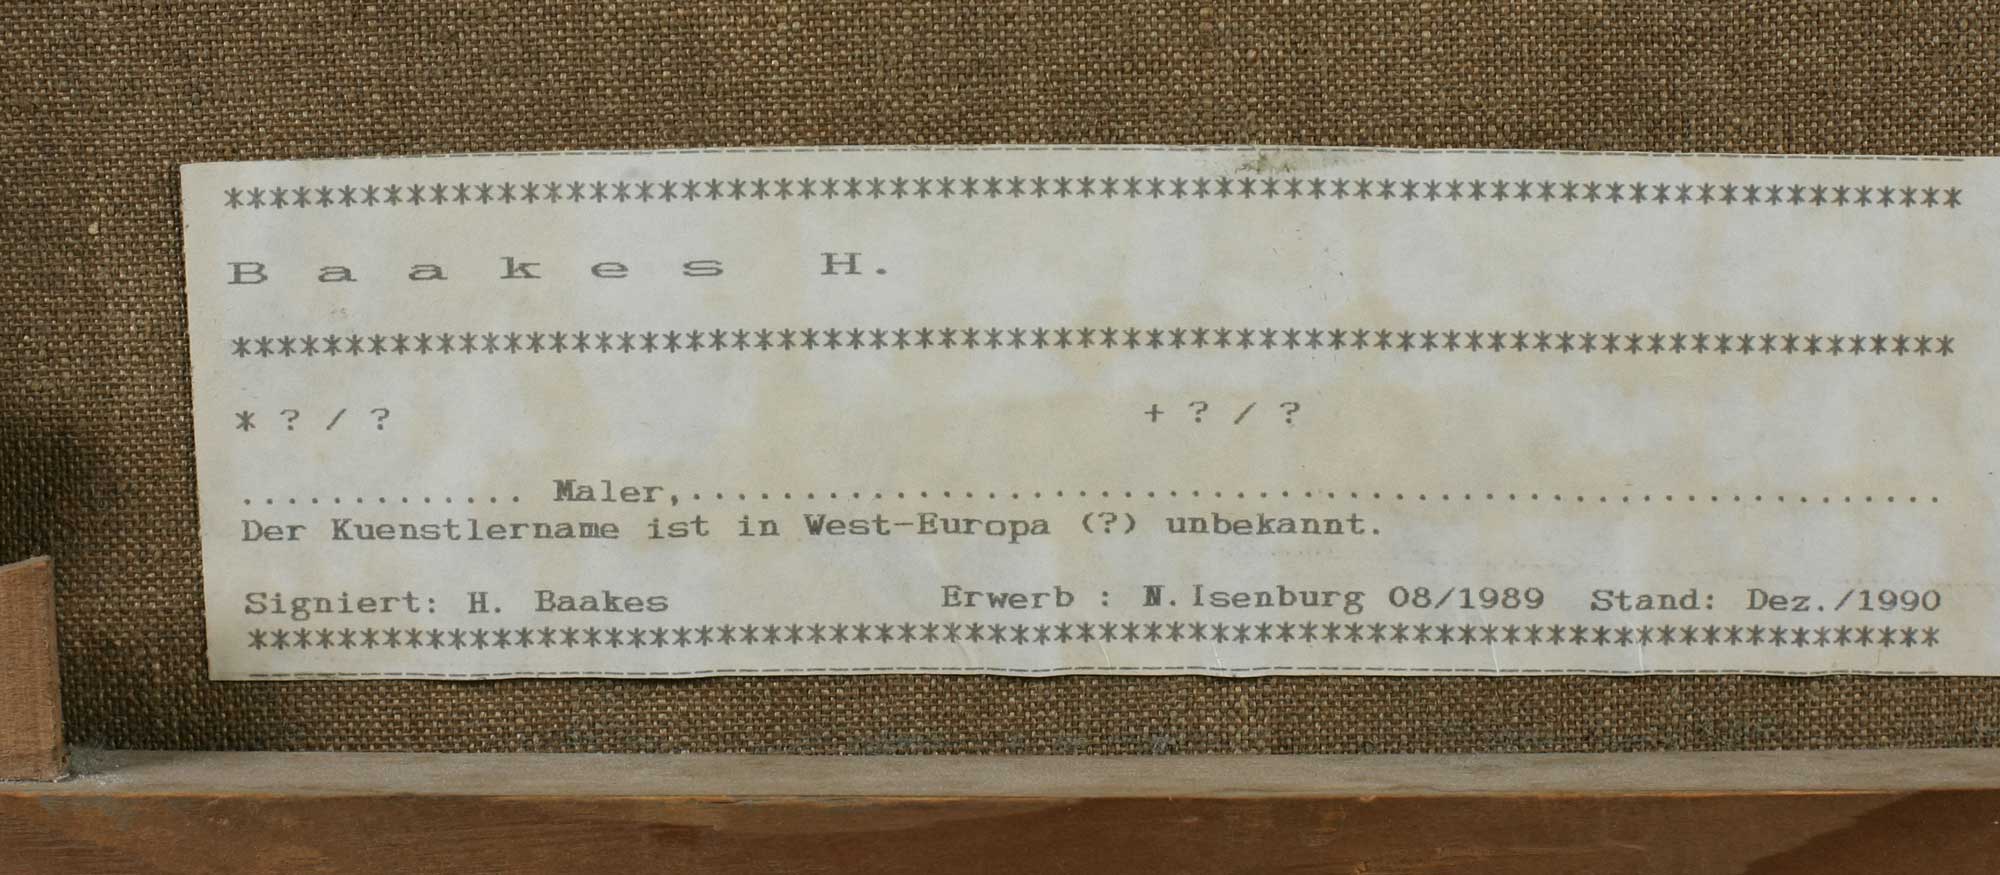 ****************************************************************************
B a a k e s  H.
****************************************************************************
* ? / ? + ? / ?
............. Maler,.........................................................
Der Kuenstlername ist in West-Europa (?) unbekannt.
Signiert: H. Baakes Erwerb : N.Isenburg 08/1989 Stand: Dez./1990
****************************************************************************